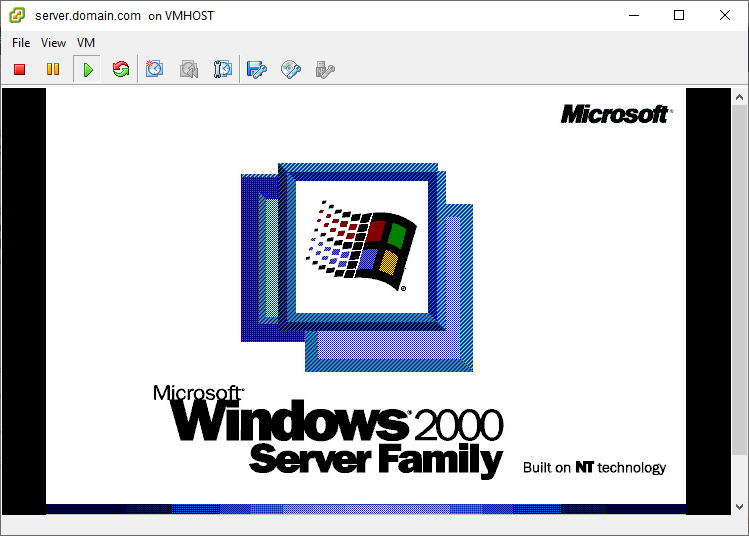 server.domain.com on VMHOST
File View VM
Microsoft®
Microsoft®
Windows® 2000
Server Family
Built on NT technology